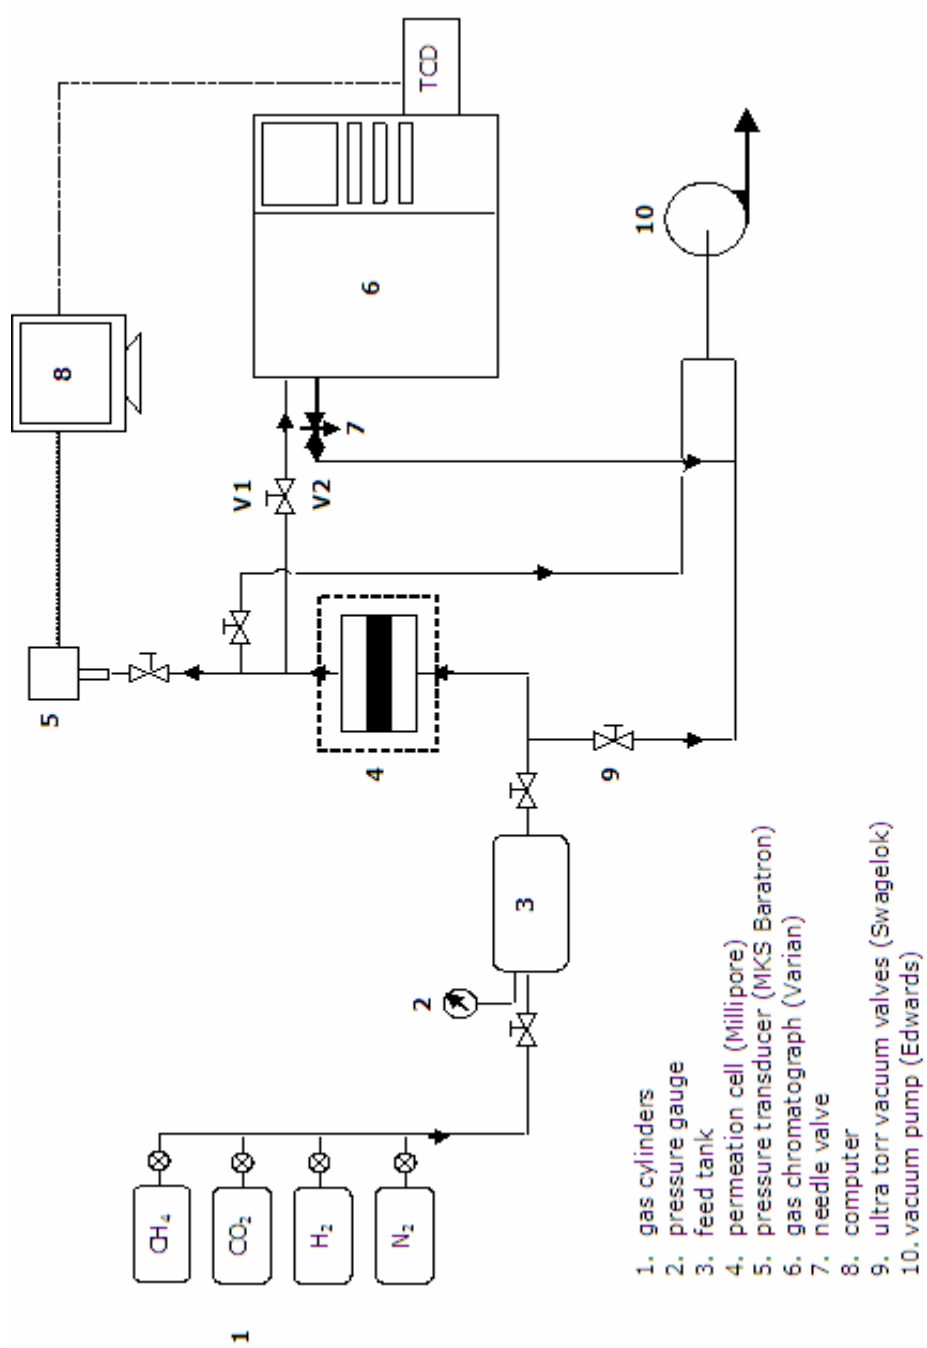 TCD
8
6
10
7
V1
V2
5
4
9
3
2
CH4
CO2
H2
N2
1
1. gas cylinders
2. pressure gauge
3. feed tank
4. permeation cell (Millipore)
5. pressure transducer (MKS Baratron)
6. gas chromatograph (Varian)
7. needle valve
8. computer
9. ultra torr vacuum valves (Swagelok)
10. vacuum pump (Edwards)